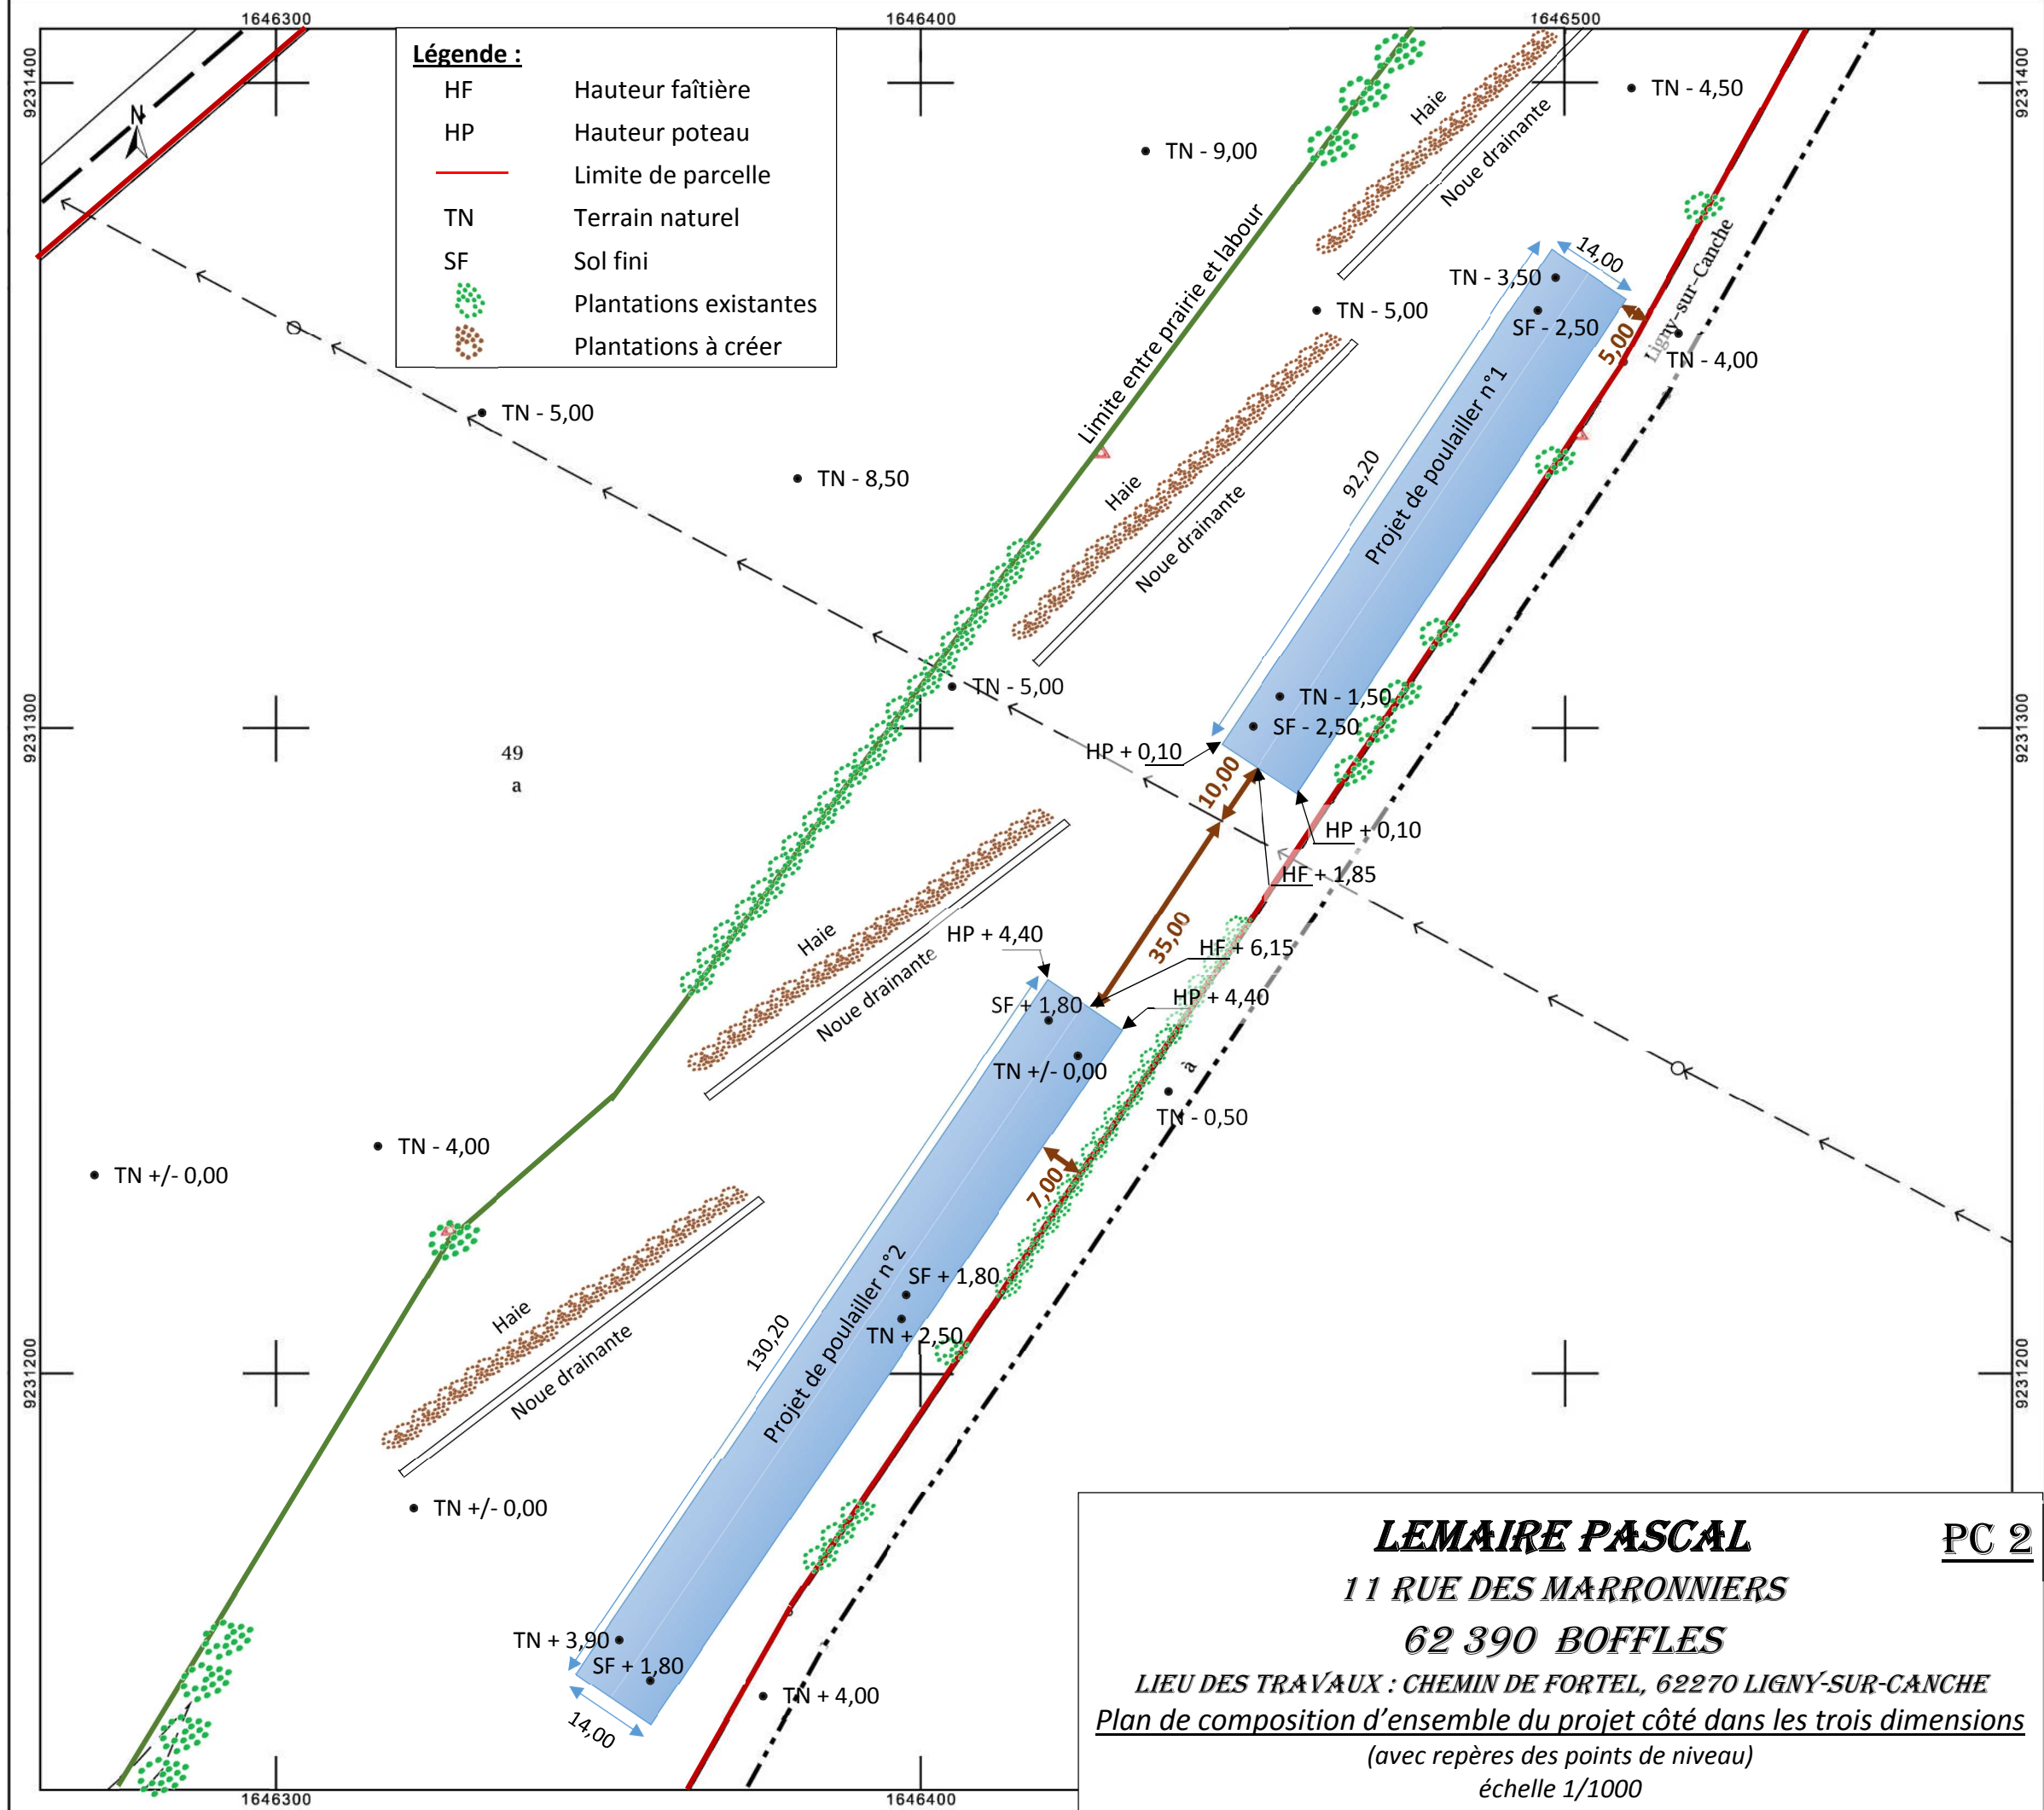 1646300
1646400
1646500
9231400
9231400
Légende :
HF Hauteur faîtière
HP Hauteur poteau
Limite de parcelle
TN Terrain naturel
SF Sol fini
Plantations existantes
Plantations à créer
N
TN - 9,00
Haie
Noue drainante
TN - 4,50
Limite entre prairie et labour
14,00
TN - 3,50
SF - 2,50
5,00
Ligny-sur-Canche
TN - 4,00
TN - 5,00
TN - 5,00
TN - 8,50
Haie
Noue drainante
92,20
Projet de poulailler n°1
TN - 5,00
TN - 1,50
SF - 2,50
9231300
9231300
49
a
HP + 0,10
10,00
HP + 0,10
HF + 1,85
Haie
Noue drainante
HP + 4,40
35,00
HF + 6,15
SF + 1,80
HP + 4,40
TN +/- 0,00
à
TN - 0,50
TN - 4,00
TN +/- 0,00
7,00
Haie
Noue drainante
SF + 1,80
TN + 2,50
130,20
Projet de poulailler n°2
9231200
9231200
TN +/- 0,00
TN + 3,90
SF + 1,80
TN + 4,00
14,00
LEMAIRE PASCAL
PC 2
11 RUE DES MARRONNIERS
62 390 BOFFLES
LIEU DES TRAVAUX : CHEMIN DE FORTEL, 62270 LIGNY-SUR-CANCHE
Plan de composition d'ensemble du projet côté dans les trois dimensions
(avec repères des points de niveau)
échelle 1/1000
1646300
1646400